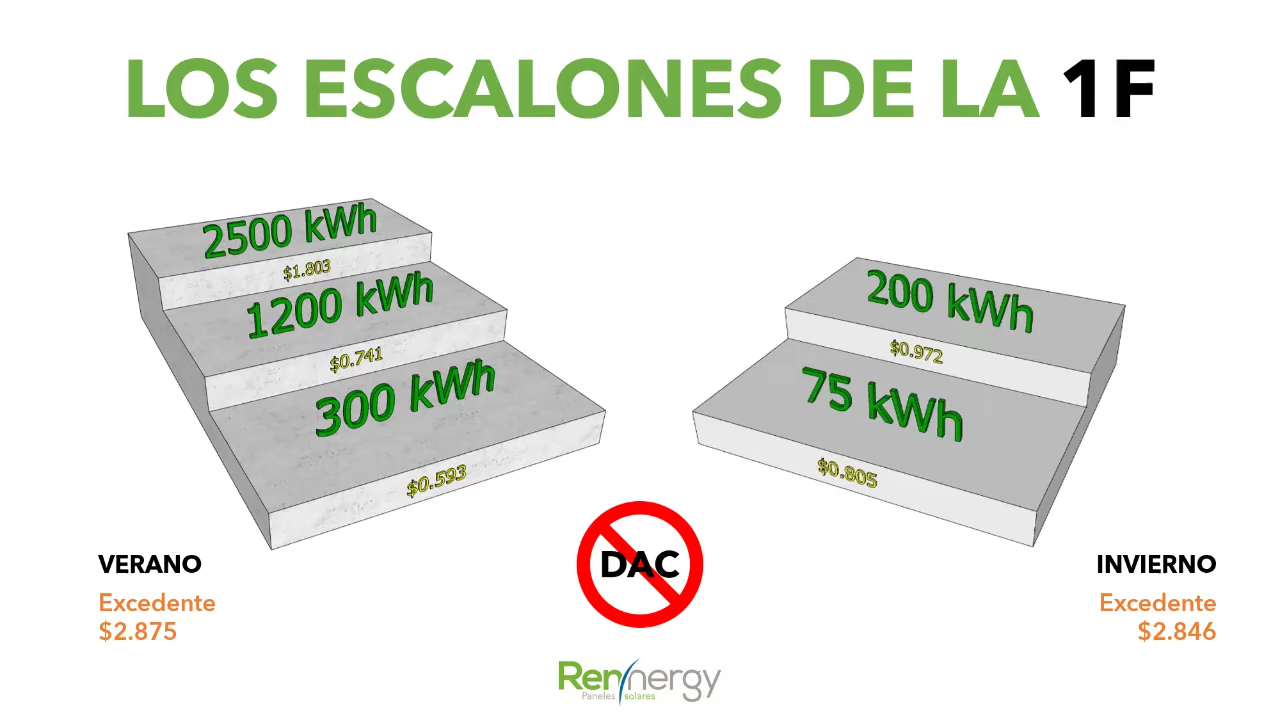 LOS ESCALONES DE LA 1F
2500 kWh
$1.803
1200 kWh
$0.741
300 kWh
$0.593
200 kWh
$0.972
75 kWh
$0.805
VERANO
Excedente
$2.875
DAC
INVIERNO
Excedente
$2.846
Rennergy
Paneles solares